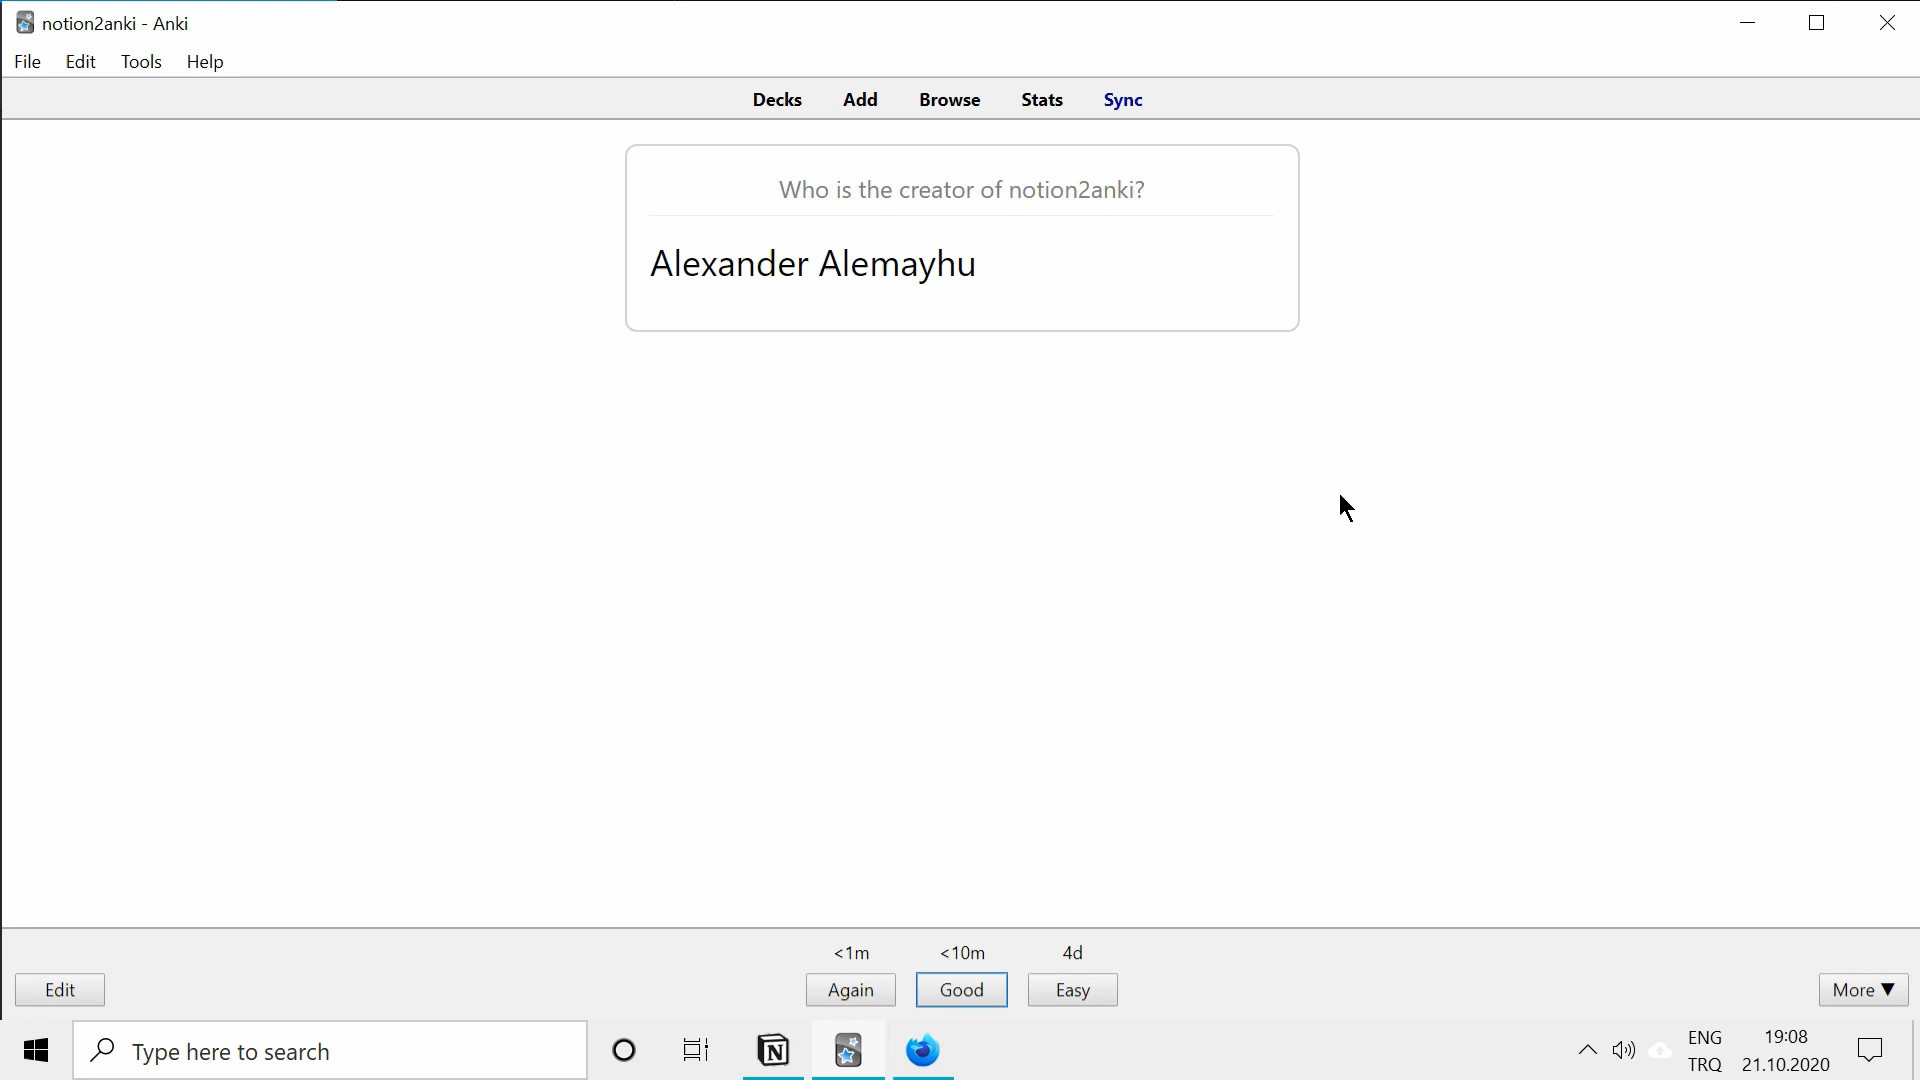 notion2anki - Anki
File Edit Tools Help
Decks Add Browse Stats Sync
Who is the creator of notion2anki?
Alexander Alemayhu
<1m <10m 4d
Edit Again Good Easy More ▼
Type here to search
ENG 19:08
TRQ 21.10.2020